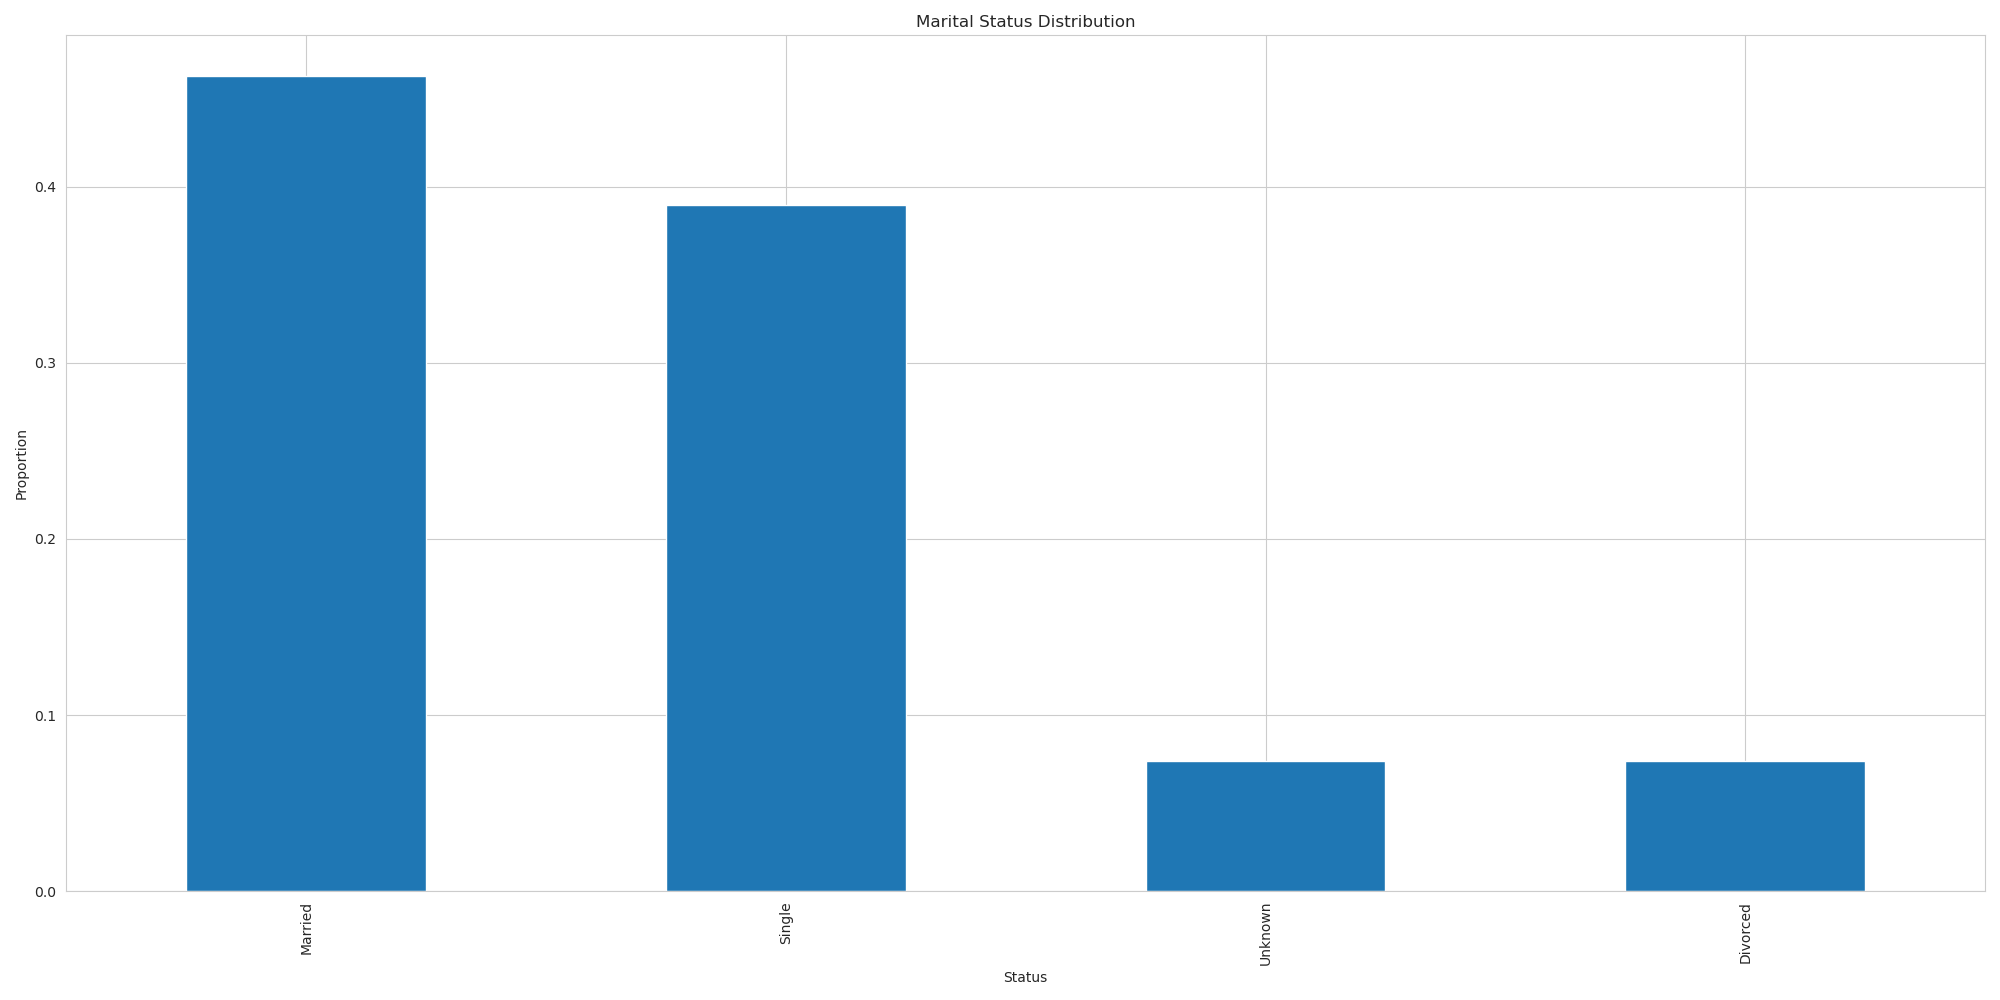 Marital Status Distribution
Proportion
0.4
0.3
0.2
0.1
0.0
Married
Single
Unknown
Divorced
Status